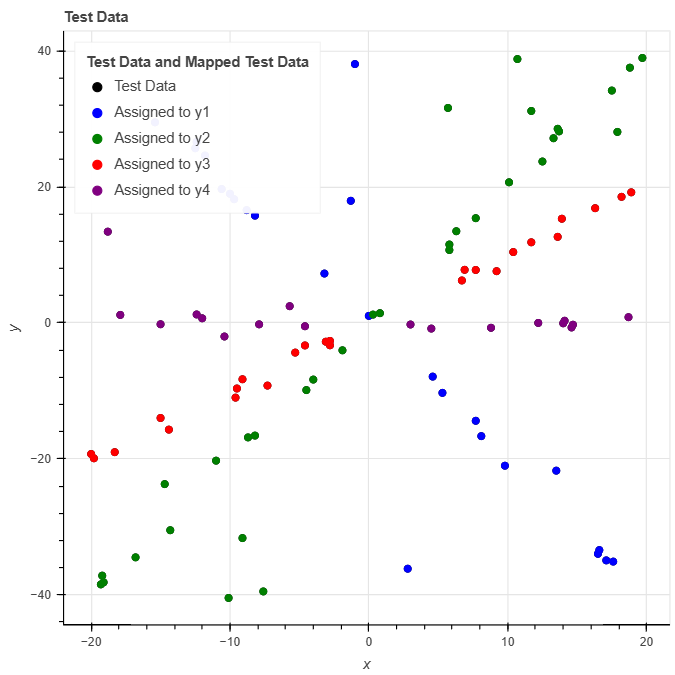 Test Data
Test Data and Mapped Test Data
Test Data
Assigned to y1
Assigned to y2
Assigned to y3
Assigned to y4
40
20
0
−20
−40
y
−20
−10
0
10
20
x